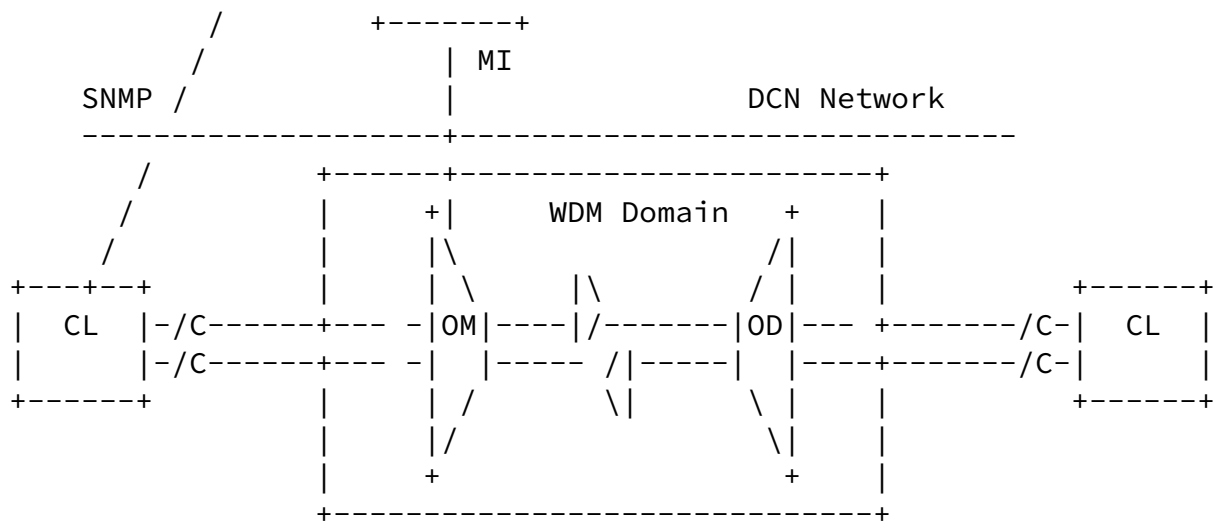 MI
SNMP DCN Network
WDM Domain
CL /C OM OD /C CL
/C /C